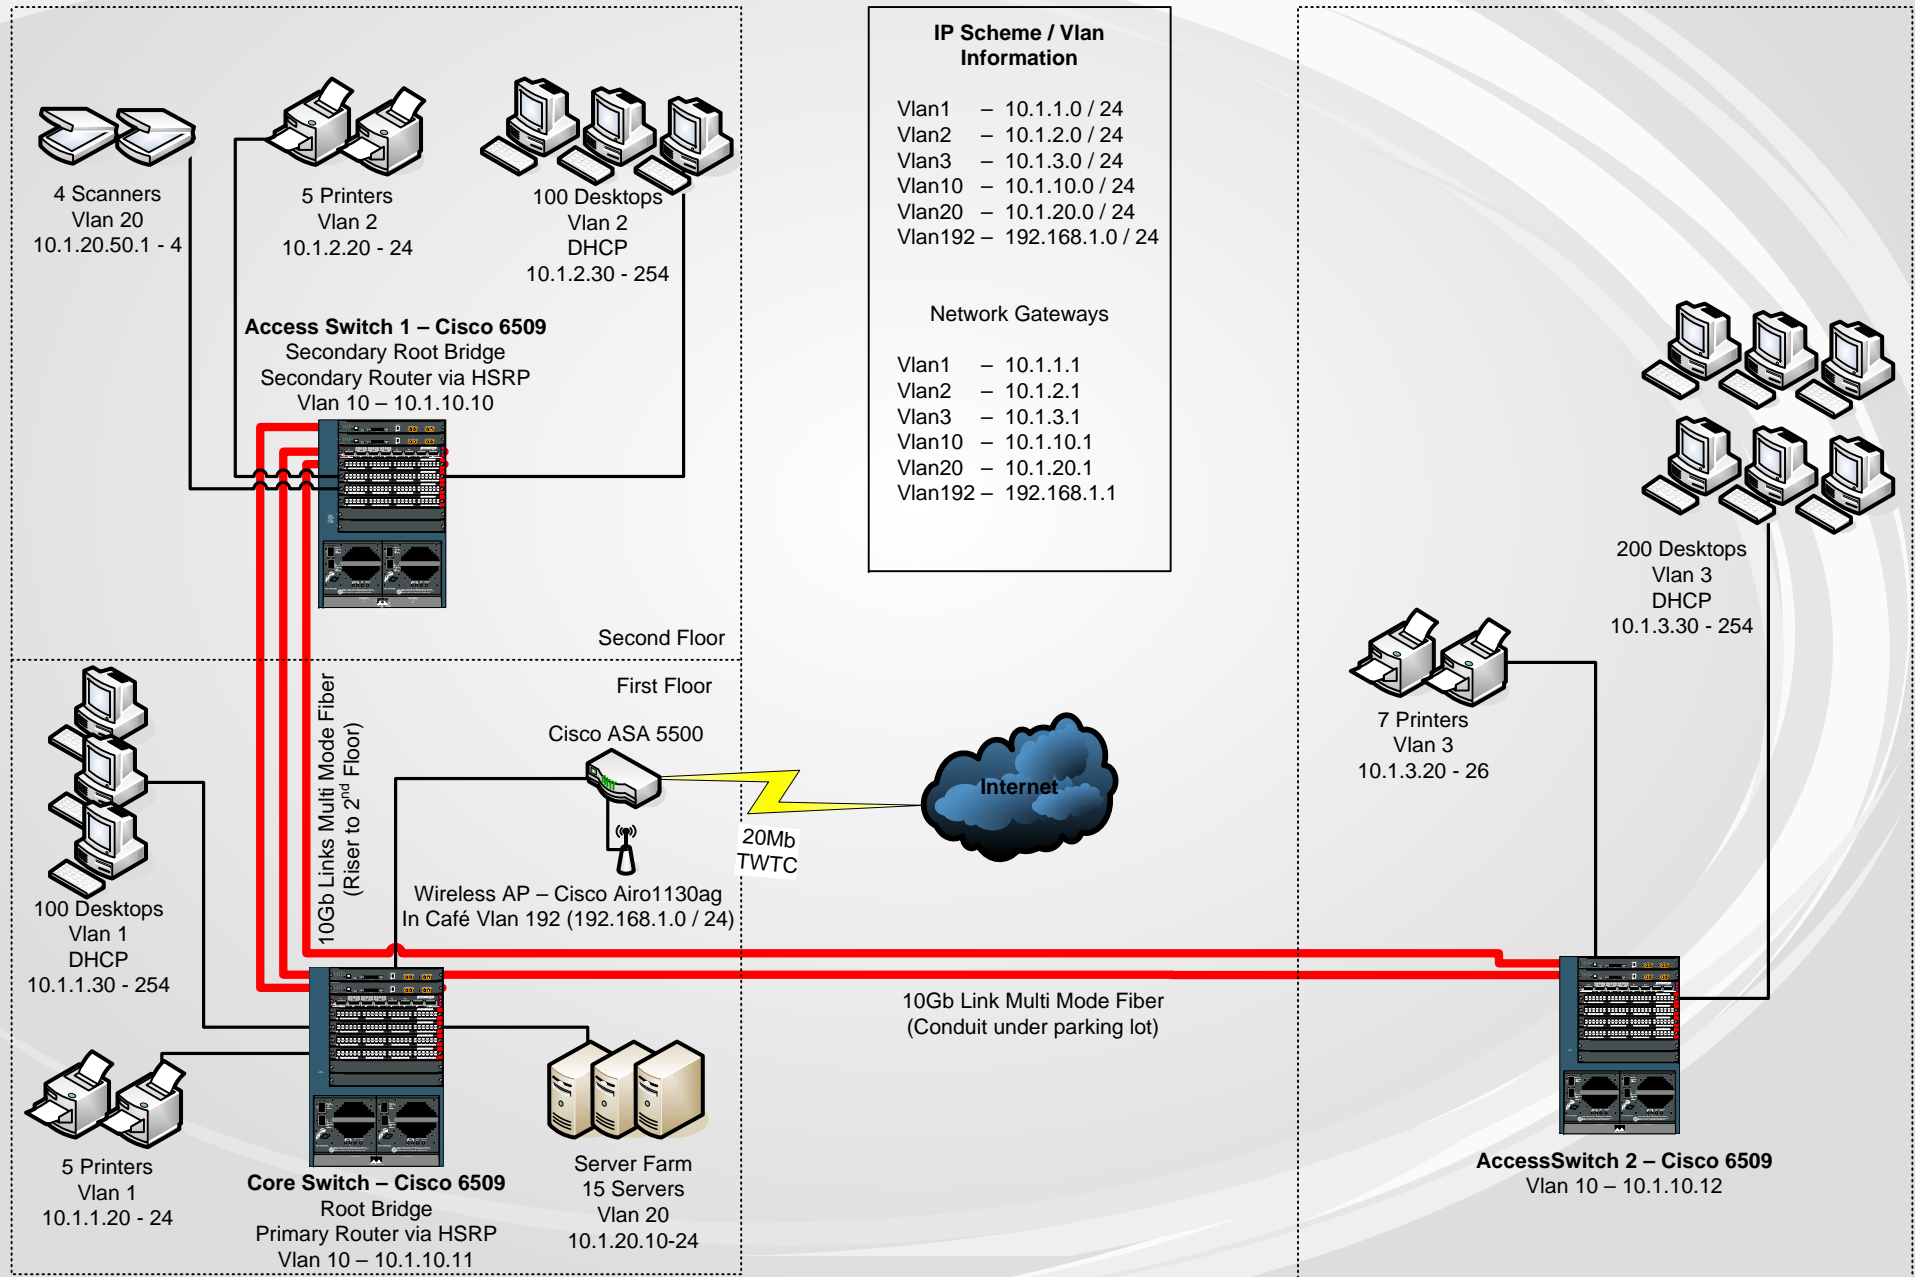 IP Scheme / Vlan
Information
Vlan1 – 10.1.1.0 / 24
Vlan2 – 10.1.2.0 / 24
Vlan3 – 10.1.3.0 / 24
Vlan10 – 10.1.10.0 / 24
Vlan20 – 10.1.20.0 / 24
Vlan192 – 192.168.1.0 / 24
Network Gateways
Vlan1 – 10.1.1.1
Vlan2 – 10.1.2.1
Vlan3 – 10.1.3.1
Vlan10 – 10.1.10.1
Vlan20 – 10.1.20.1
Vlan192 – 192.168.1.1
4 Scanners
Vlan 20
10.1.20.50.1 - 4
5 Printers
Vlan 2
10.1.2.20 - 24
100 Desktops
Vlan 2
DHCP
10.1.2.30 - 254
Access Switch 1 – Cisco 6509
Secondary Root Bridge
Secondary Router via HSRP
Vlan 10 – 10.1.10.10
Second Floor
First Floor
10Gb Links Multi Mode Fiber
(Riser to 2nd Floor)
Cisco ASA 5500
Internet
20Mb
TWTC
Wireless AP – Cisco Airo1130ag
In Café Vlan 192 (192.168.1.0 / 24)
100 Desktops
Vlan 1
DHCP
10.1.1.30 - 254
5 Printers
Vlan 1
10.1.1.20 - 24
Core Switch – Cisco 6509
Root Bridge
Primary Router via HSRP
Vlan 10 – 10.1.10.11
Server Farm
15 Servers
Vlan 20
10.1.20.10-24
10Gb Link Multi Mode Fiber
(Conduit under parking lot)
200 Desktops
Vlan 3
DHCP
10.1.3.30 - 254
7 Printers
Vlan 3
10.1.3.20 - 26
AccessSwitch 2 – Cisco 6509
Vlan 10 – 10.1.10.12